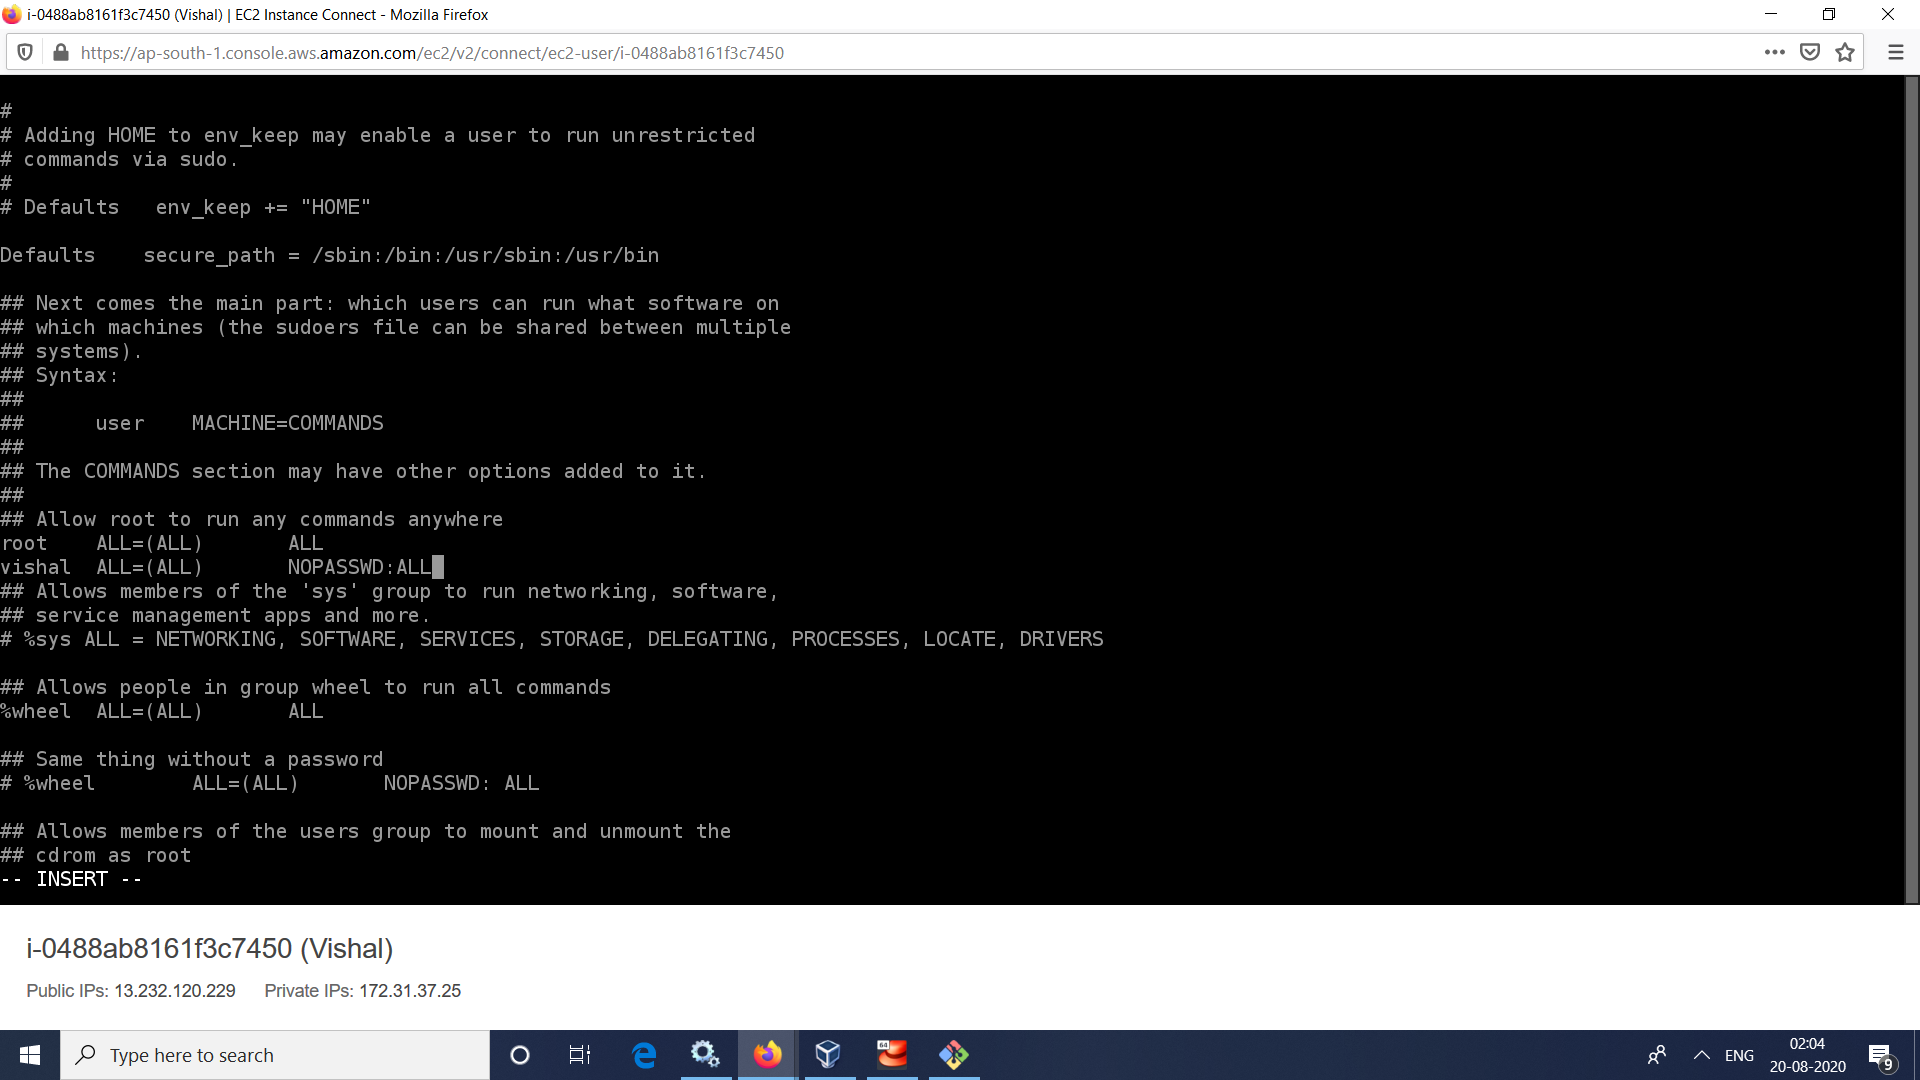 i-0488ab8161f3c7450 (Vishal) | EC2 Instance Connect - Mozilla Firefox
https://ap-south-1.console.aws.amazon.com/ec2/v2/connect/ec2-user/i-0488ab8161f3c7450
#
# Adding HOME to env_keep may enable a user to run unrestricted
# commands via sudo.
#
# Defaults   env_keep += "HOME"
Defaults    secure_path = /sbin:/bin:/usr/sbin:/usr/bin
## Next comes the main part: which users can run what software on
## which machines (the sudoers file can be shared between multiple
## systems).
## Syntax:
##
##      user    MACHINE=COMMANDS
##
## The COMMANDS section may have other options added to it.
##
## Allow root to run any commands anywhere
root    ALL=(ALL)       ALL
vishal  ALL=(ALL)       NOPASSWD:ALL
## Allows members of the 'sys' group to run networking, software,
## service management apps and more.
# %sys ALL = NETWORKING, SOFTWARE, SERVICES, STORAGE, DELEGATING, PROCESSES, LOCATE, DRIVERS
## Allows people in group wheel to run all commands
%wheel  ALL=(ALL)       ALL
## Same thing without a password
# %wheel        ALL=(ALL)       NOPASSWD: ALL
## Allows members of the users group to mount and unmount the
## cdrom as root
-- INSERT --
i-0488ab8161f3c7450 (Vishal)
Public IPs: 13.232.120.229 Private IPs: 172.31.37.25
Type here to search
64
ENG
02:04
20-08-2020
9